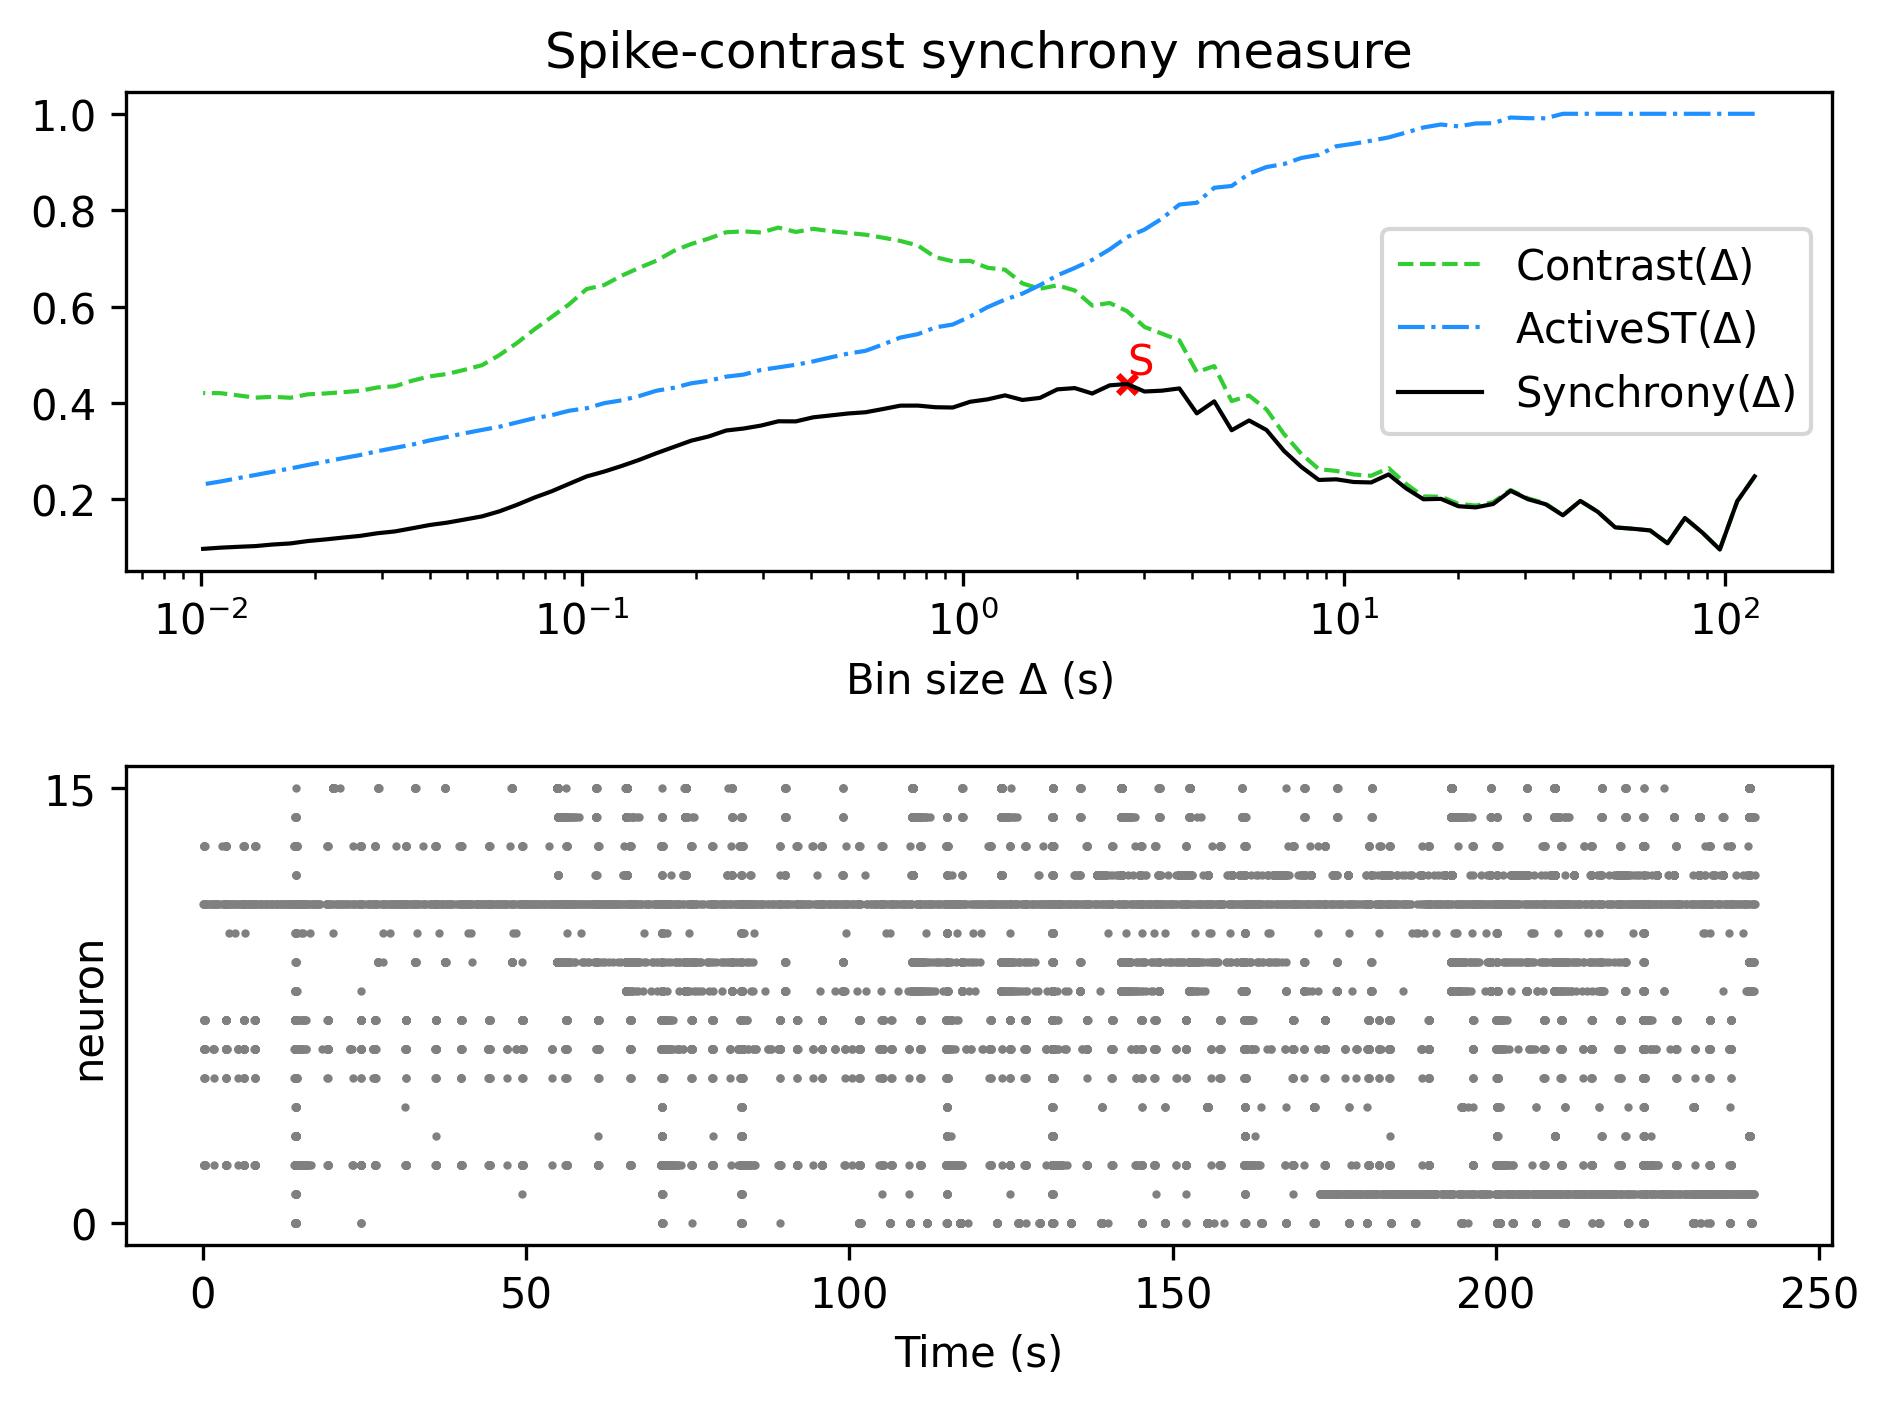 Spike-contrast synchrony measure
1.0
0.8
0.6
0.4
0.2
S
Contrast(Δ)
ActiveST(Δ)
Synchrony(Δ)
10⁻² 10⁻¹ 10⁰ 10¹ 10²
Bin size Δ (s)
15
0
neuron
0 50 100 150 200 250
Time (s)